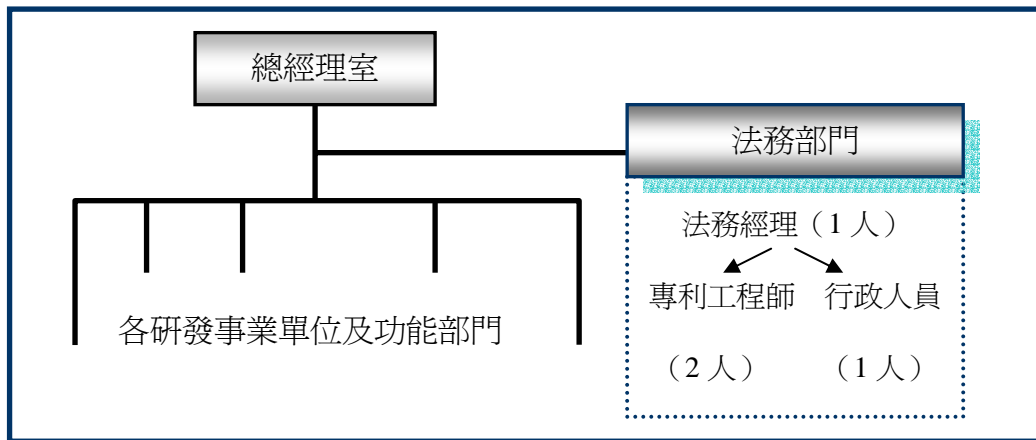 總經理室
法務部門
法務經理（1 人）
專利工程師 行政人員
各研發事業單位及功能部門
（2 人） （1 人）